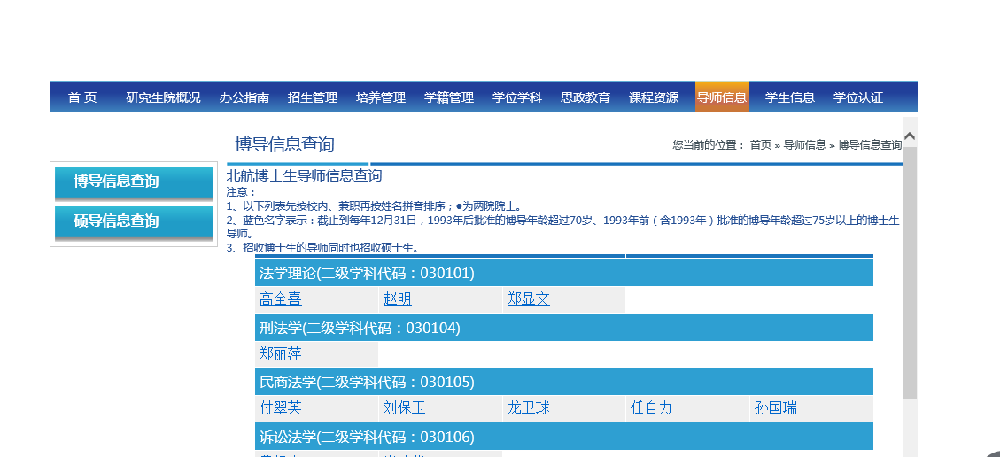 首 页 研究生院概况 办公指南 招生管理 培养管理 学籍管理 学位学科 思政教育 课程资源 导师信息 学生信息 学位认证
博导信息查询
您当前的位置： 首页 » 导师信息 » 博导信息查询
博导信息查询
硕导信息查询
北航博士生导师信息查询
注意：
1、以下列表先按校内、兼职再按姓名拼音排序；●为两院院士。
2、蓝色名字表示：截止到每年12月31日，1993年后批准的博导年龄超过70岁、1993年前（含1993年）批准的博导年龄超过75岁以上的博士生
导师。
3、招收博士生的导师同时也招收硕士生。
法学理论(二级学科代码：030101)
高全喜 赵明 郑显文
刑法学(二级学科代码：030104)
郑丽萍
民商法学(二级学科代码：030105)
付翠英 刘保玉 龙卫球 任自力 孙国瑞
诉讼法学(二级学科代码：030106)